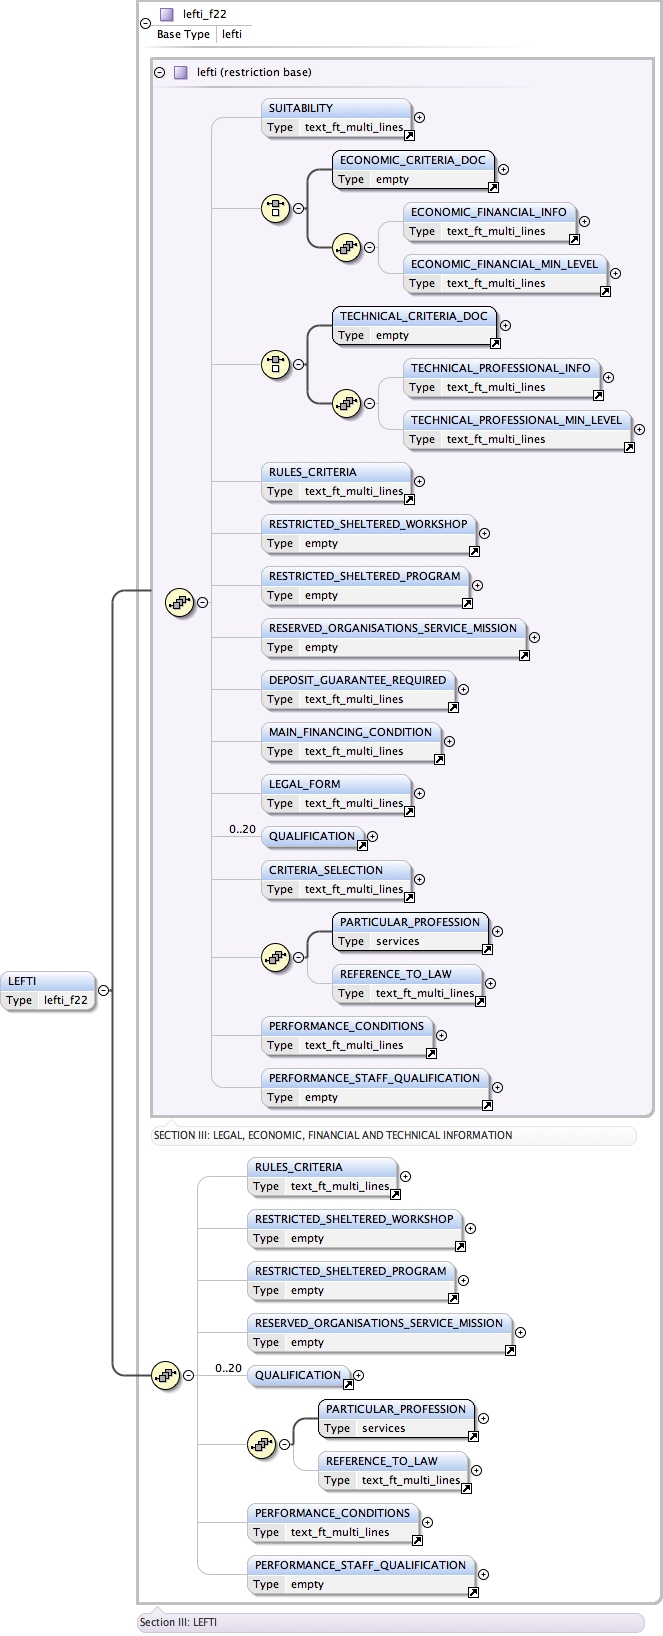 lefti_f22
Base Type lefti
lefti (restriction base)
SUITABILITY
Type text_ft_multi_lines
ECONOMIC_CRITERIA_DOC
Type empty
ECONOMIC_FINANCIAL_INFO
Type text_ft_multi_lines
ECONOMIC_FINANCIAL_MIN_LEVEL
Type text_ft_multi_lines
TECHNICAL_CRITERIA_DOC
Type empty
TECHNICAL_PROFESSIONAL_INFO
Type text_ft_multi_lines
TECHNICAL_PROFESSIONAL_MIN_LEVEL
Type text_ft_multi_lines
RULES_CRITERIA
Type text_ft_multi_lines
RESTRICTED_SHELTERED_WORKSHOP
Type empty
RESTRICTED_SHELTERED_PROGRAM
Type empty
RESERVED_ORGANISATIONS_SERVICE_MISSION
Type empty
DEPOSIT_GUARANTEE_REQUIRED
Type text_ft_multi_lines
MAIN_FINANCING_CONDITION
Type text_ft_multi_lines
LEGAL_FORM
Type text_ft_multi_lines
0..20 QUALIFICATION
CRITERIA_SELECTION
Type text_ft_multi_lines
PARTICULAR_PROFESSION
Type services
REFERENCE_TO_LAW
Type text_ft_multi_lines
LEFTI
Type lefti_f22
PERFORMANCE_CONDITIONS
Type text_ft_multi_lines
PERFORMANCE_STAFF_QUALIFICATION
Type empty
SECTION III: LEGAL, ECONOMIC, FINANCIAL AND TECHNICAL INFORMATION
RULES_CRITERIA
Type text_ft_multi_lines
RESTRICTED_SHELTERED_WORKSHOP
Type empty
RESTRICTED_SHELTERED_PROGRAM
Type empty
RESERVED_ORGANISATIONS_SERVICE_MISSION
Type empty
0..20 QUALIFICATION
PARTICULAR_PROFESSION
Type services
REFERENCE_TO_LAW
Type text_ft_multi_lines
PERFORMANCE_CONDITIONS
Type text_ft_multi_lines
PERFORMANCE_STAFF_QUALIFICATION
Type empty
Section III: LEFTI